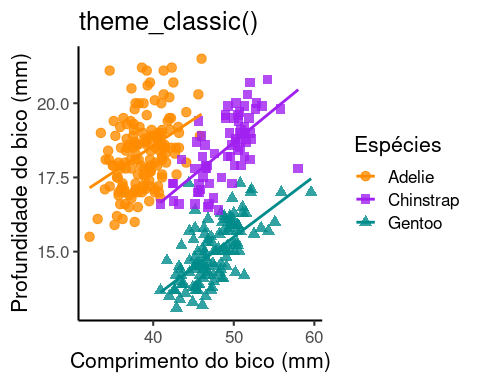 theme_classic()
Profundidade do bico (mm)
20.0
17.5
15.0
40 50 60
Comprimento do bico (mm)
Espécies
Adelie
Chinstrap
Gentoo